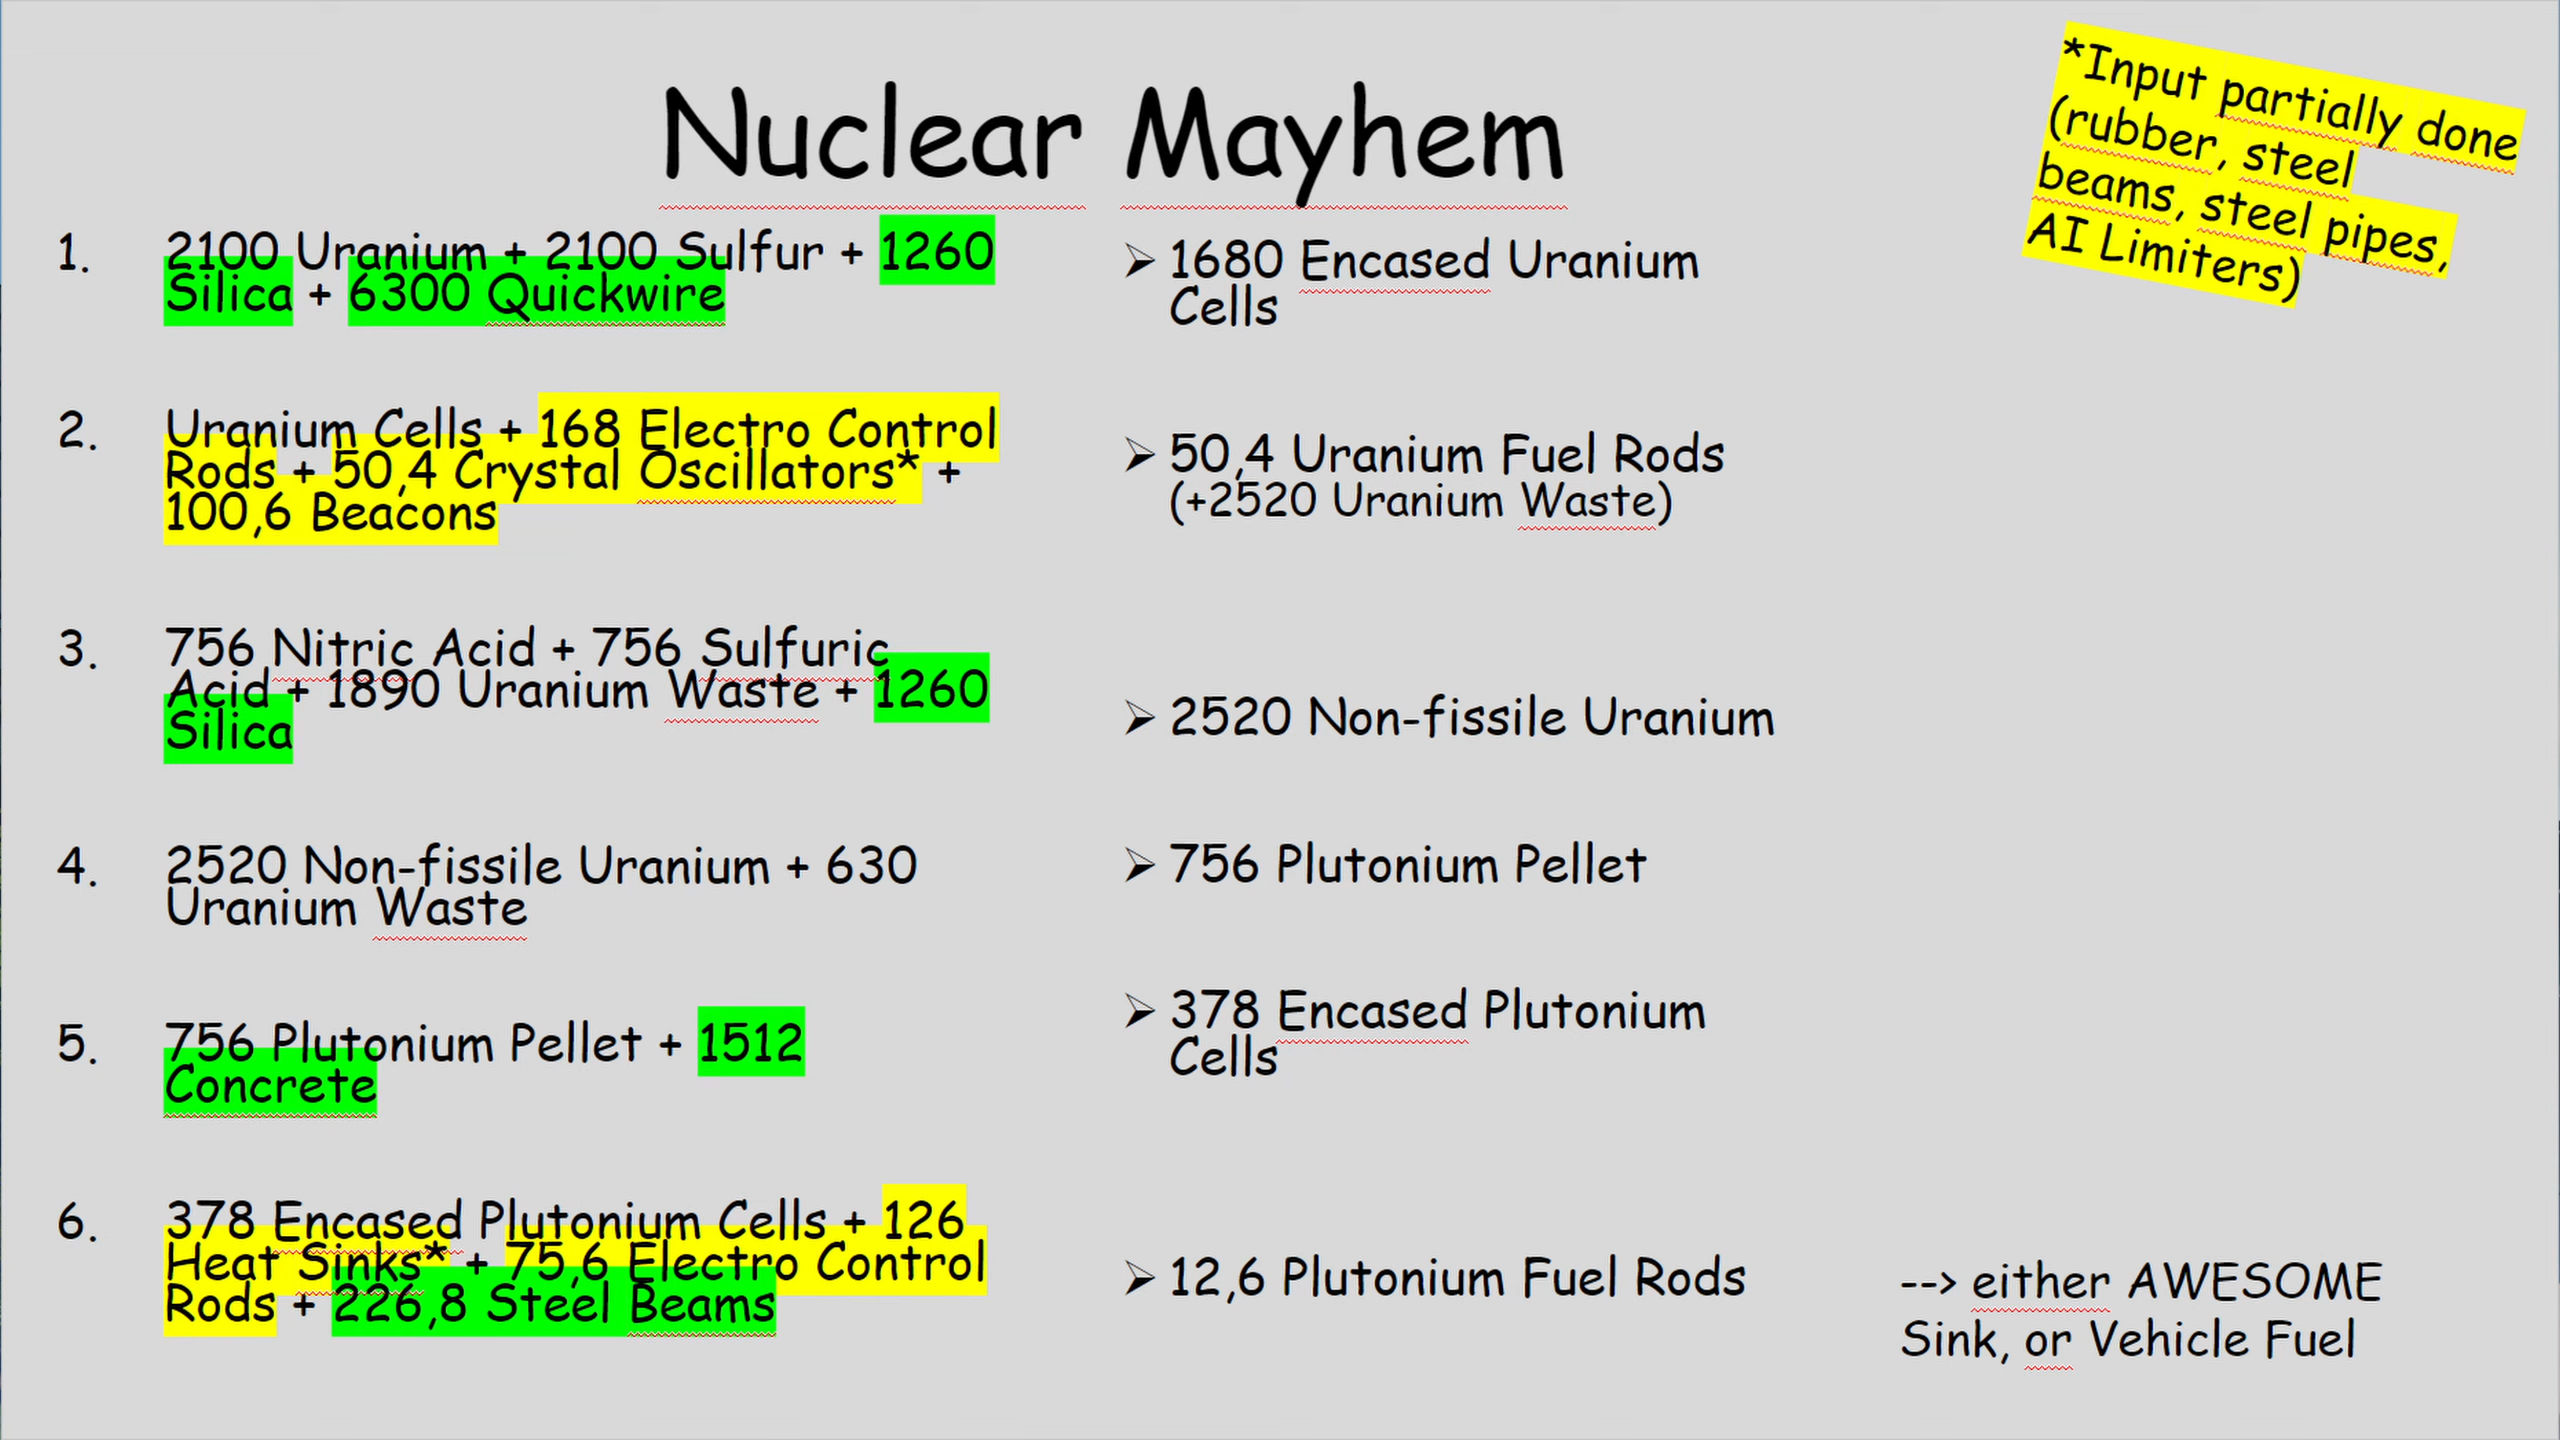 Nuclear Mayhem
*Input partially done
(rubber, steel
beams, steel pipes,
AI Limiters)
1. 2100 Uranium + 2100 Sulfur + 1260
Silica + 6300 Quickwire
➢ 1680 Encased Uranium
Cells
2. Uranium Cells + 168 Electro Control
Rods + 50,4 Crystal Oscillators* +
100,6 Beacons
➢ 50,4 Uranium Fuel Rods
(+2520 Uranium Waste)
3. 756 Nitric Acid + 756 Sulfuric
Acid + 1890 Uranium Waste + 1260
Silica
➢ 2520 Non-fissile Uranium
4. 2520 Non-fissile Uranium + 630
Uranium Waste
➢ 756 Plutonium Pellet
5. 756 Plutonium Pellet + 1512
Concrete
➢ 378 Encased Plutonium
Cells
6. 378 Encased Plutonium Cells + 126
Heat Sinks* + 75,6 Electro Control
Rods + 226,8 Steel Beams
➢ 12,6 Plutonium Fuel Rods
--> either AWESOME
Sink, or Vehicle Fuel